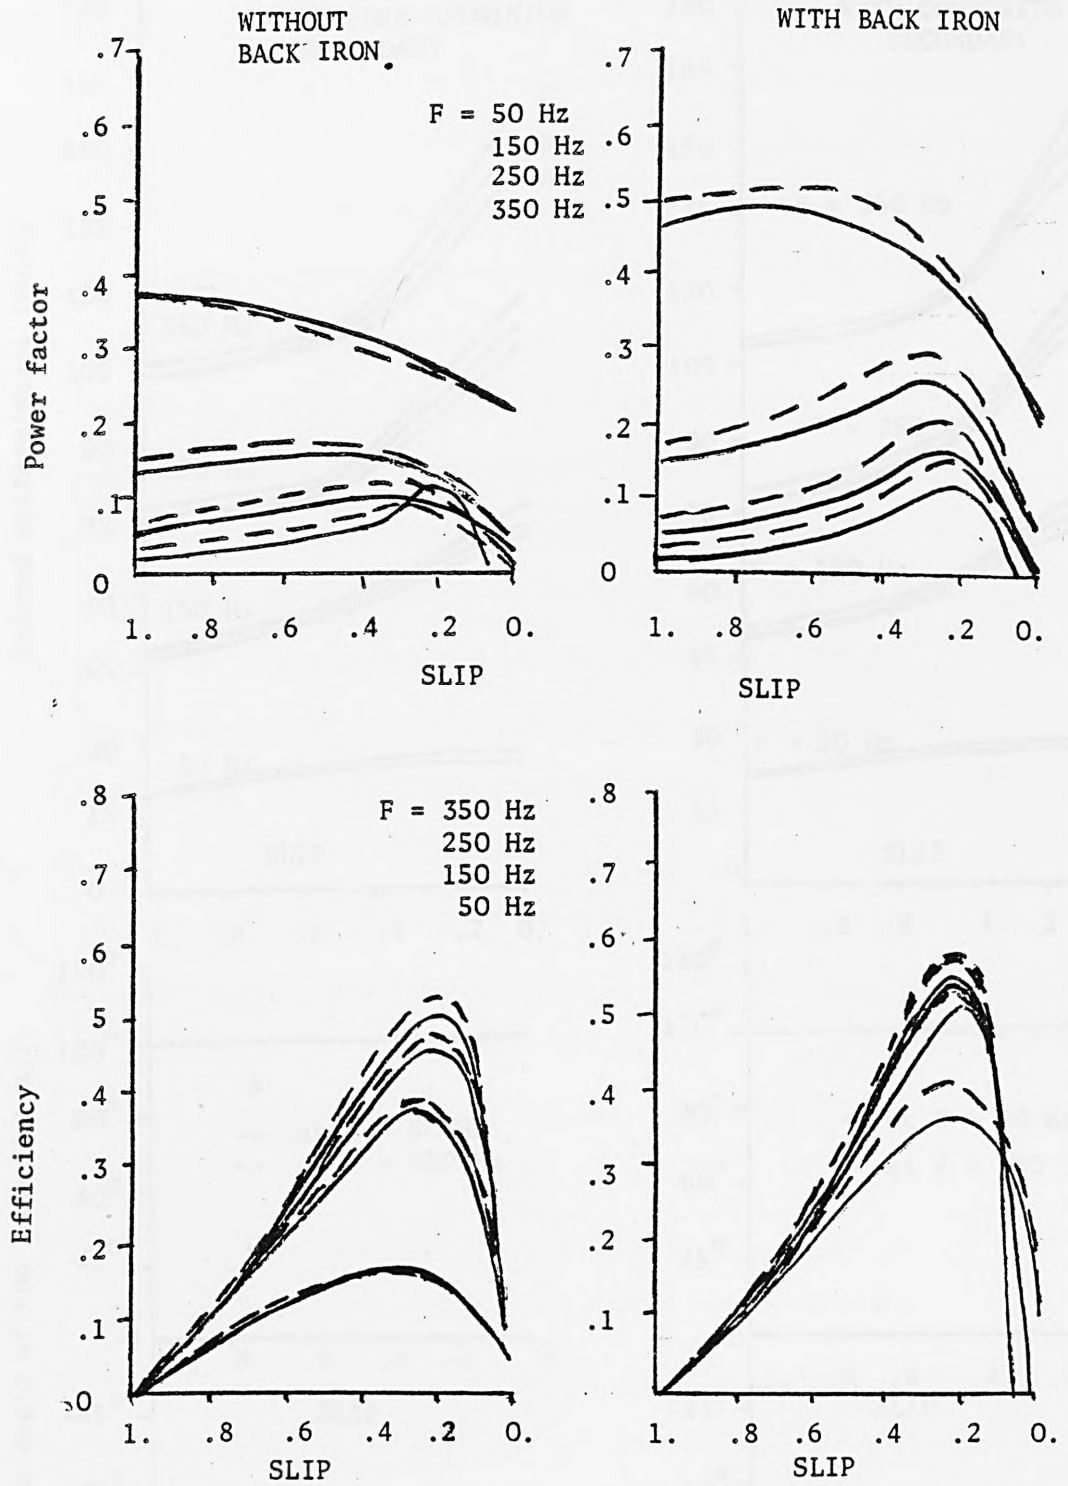 WITHOUT
BACK IRON
WITH BACK IRON
F = 50 Hz
150 Hz
250 Hz
350 Hz
Power factor
.7
.6
.5
.4
.3
.2
.1
0
1. .8 .6 .4 .2 0.
SLIP
.7
.6
.5
.4
.3
.2
.1
0
1. .8 .6 .4 .2 0.
SLIP
F = 350 Hz
250 Hz
150 Hz
50 Hz
Efficiency
.8
.7
.6
5
.4
.3
.2
.1
0
1. .8 .6 .4 .2 0.
SLIP
.8
.7
.6
.5
.4
.3
.2
.1
1. .8 .6 .4 .2 0.
SLIP